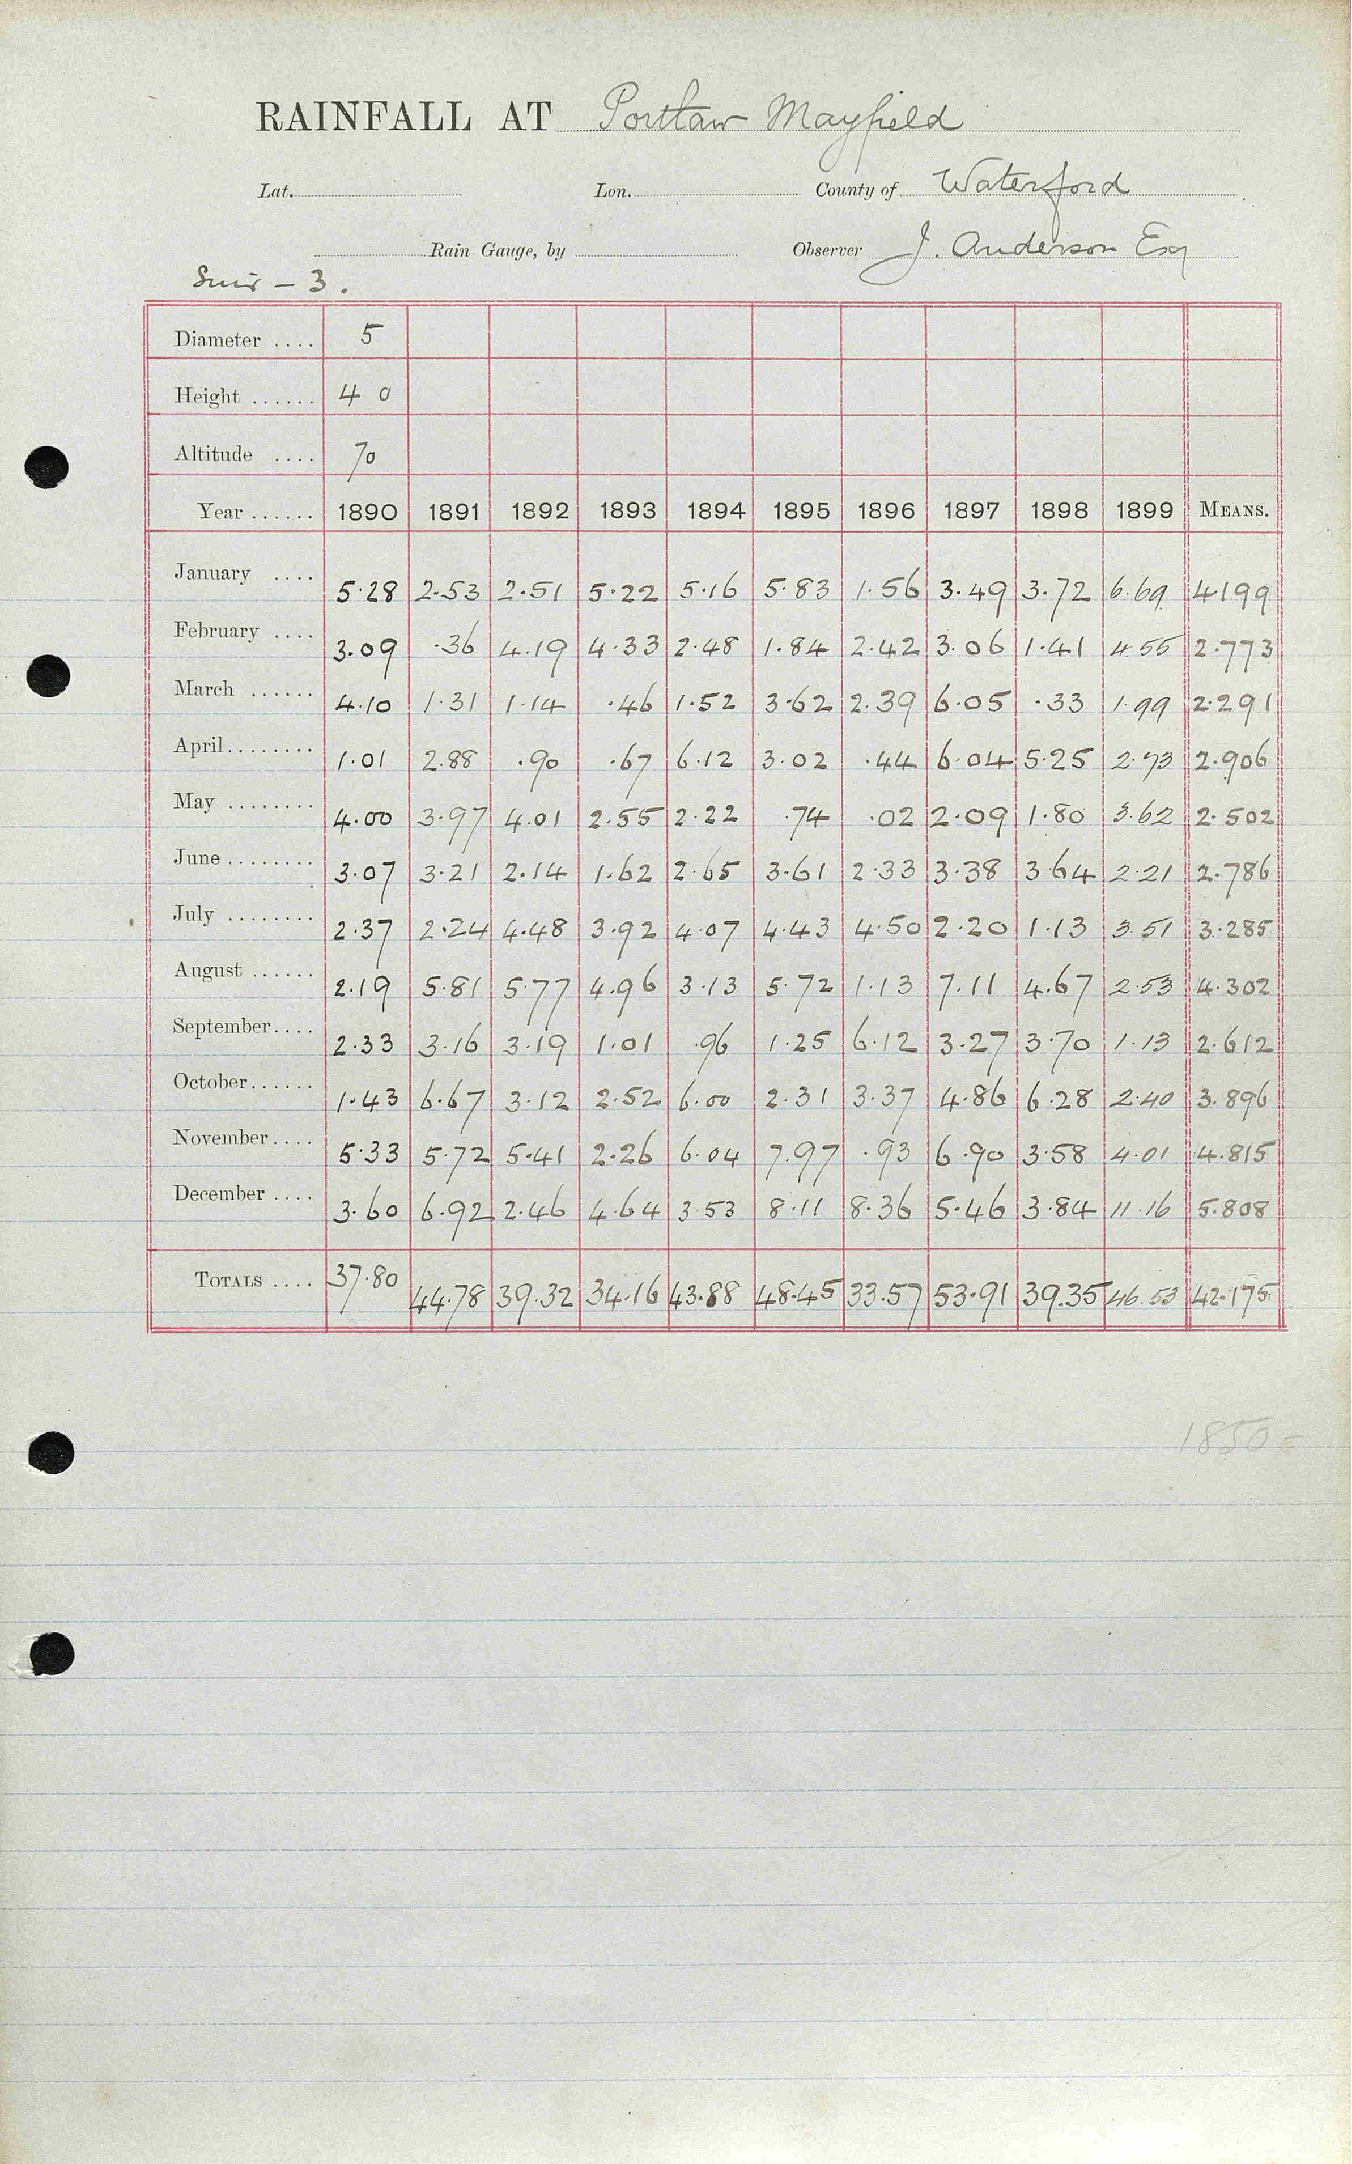 RAINFALL AT Portlaw Mayfield
Lat. Lon. County of Waterford
Rain Gauge, by Observer J. Anderson Esq
Suir - 3.
Diameter .... 5
Height ...... 4 0
Altitude .... 70
Year ...... 1890 1891 1892 1893 1894 1895 1896 1897 1898 1899 MEANS.
January .... 5.28 2.53 2.51 5.22 5.16 5.83 1.56 3.49 3.72 6.69 4.199
February .... 3.09 .36 4.19 4.33 2.48 1.84 2.42 3.06 1.41 4.55 2.773
March ...... 4.10 1.31 1.14 .46 1.52 3.62 2.39 6.05 .33 1.99 2.291
April ........ 1.01 2.88 .90 .67 6.12 3.02 .44 6.04 5.25 2.73 2.906
May ........ 4.00 3.97 4.01 2.55 2.22 .74 .02 2.09 1.80 3.62 2.502
June ........ 3.07 3.21 2.14 1.62 2.65 3.61 2.33 3.38 3.64 2.21 2.786
July ........ 2.37 2.24 4.48 3.92 4.07 4.43 4.50 2.20 1.13 3.51 3.285
August ...... 2.19 5.81 5.77 4.96 3.13 5.72 1.13 7.11 4.67 2.53 4.302
September .... 2.33 3.16 3.19 1.01 .96 1.25 6.12 3.27 3.70 1.13 2.612
October ...... 1.43 6.67 3.12 2.52 6.00 2.31 3.37 4.86 6.28 2.40 3.896
November .... 5.33 5.72 5.41 2.26 6.04 7.97 .93 6.90 3.58 4.01 4.815
December .... 3.60 6.92 2.46 4.64 3.53 8.11 8.36 5.46 3.84 11.16 5.808
TOTALS .... 37.80 44.78 39.32 34.16 43.88 48.45 33.57 53.91 39.35 46.53 42.175
1850 =